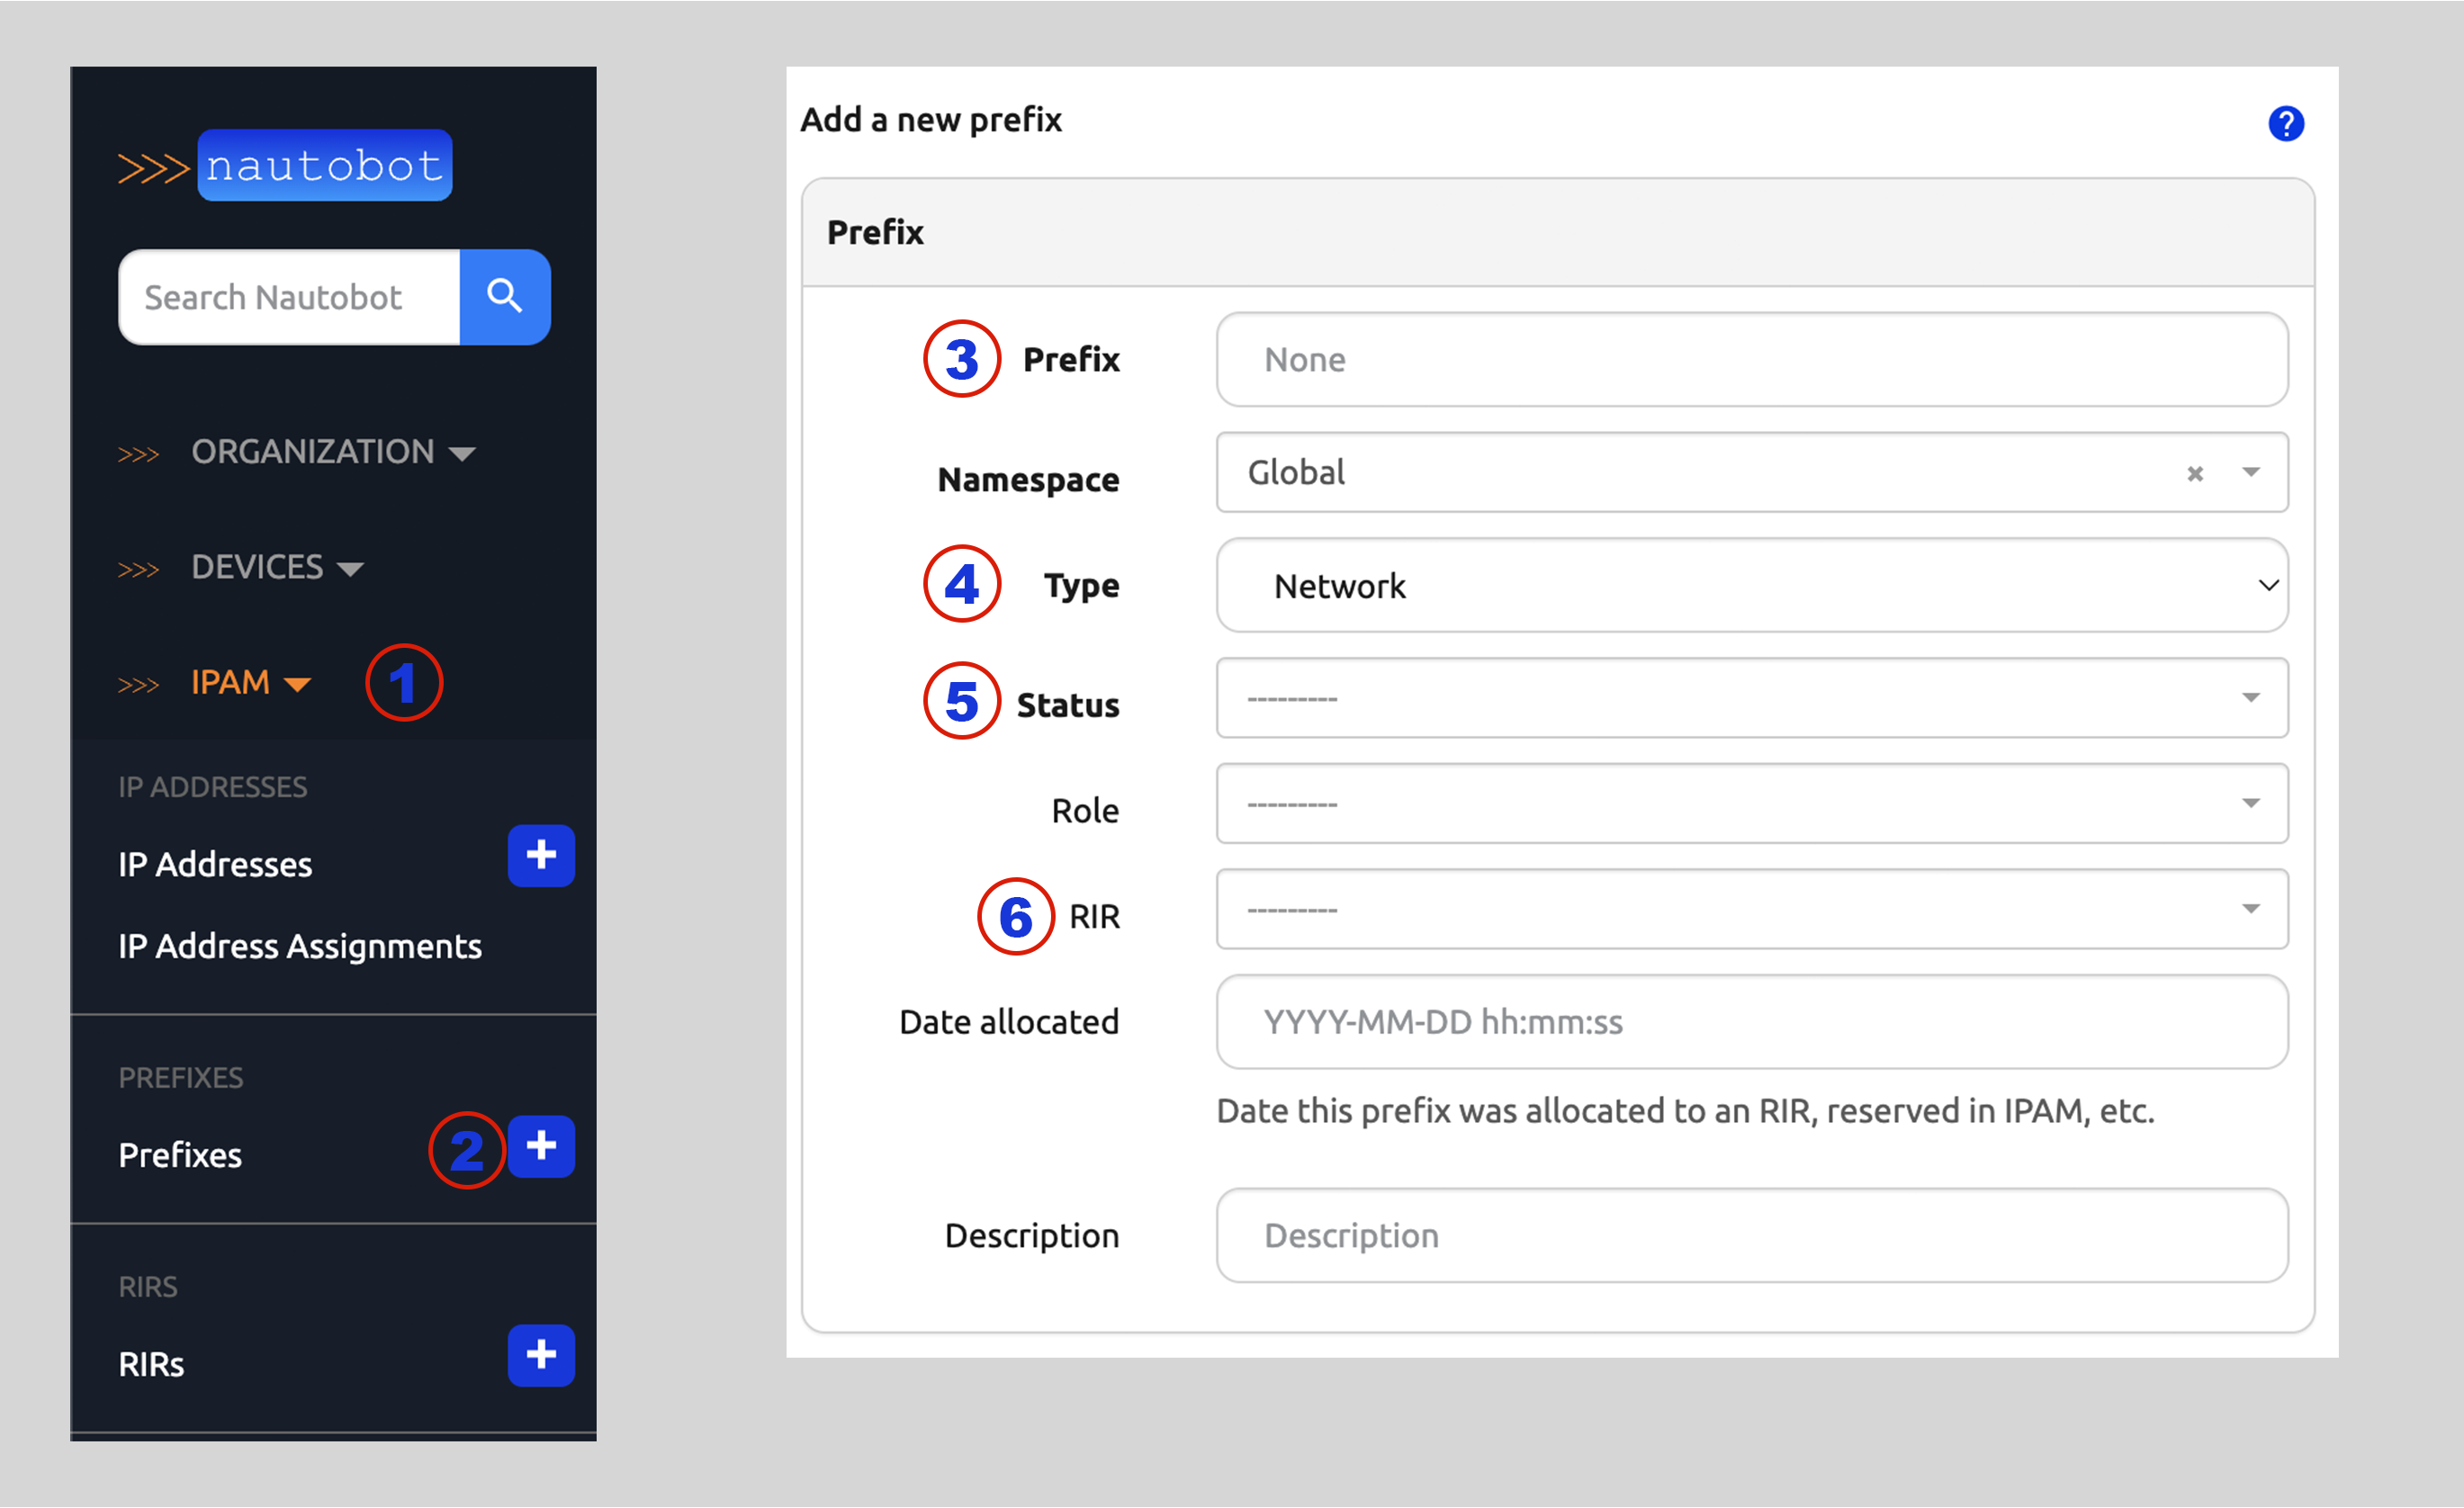 >>> nautobot
Search Nautobot
>>> ORGANIZATION
>>> DEVICES
>>> IPAM 1
IP ADDRESSES
IP Addresses +
IP Address Assignments
PREFIXES
Prefixes 2 +
RIRS
RIRs +
Add a new prefix ?
Prefix
3 Prefix None
Namespace Global × 
4 Type Network
5 Status ---------
Role ---------
6 RIR ---------
Date allocated YYYY-MM-DD hh:mm:ss
Date this prefix was allocated to an RIR, reserved in IPAM, etc.
Description Description